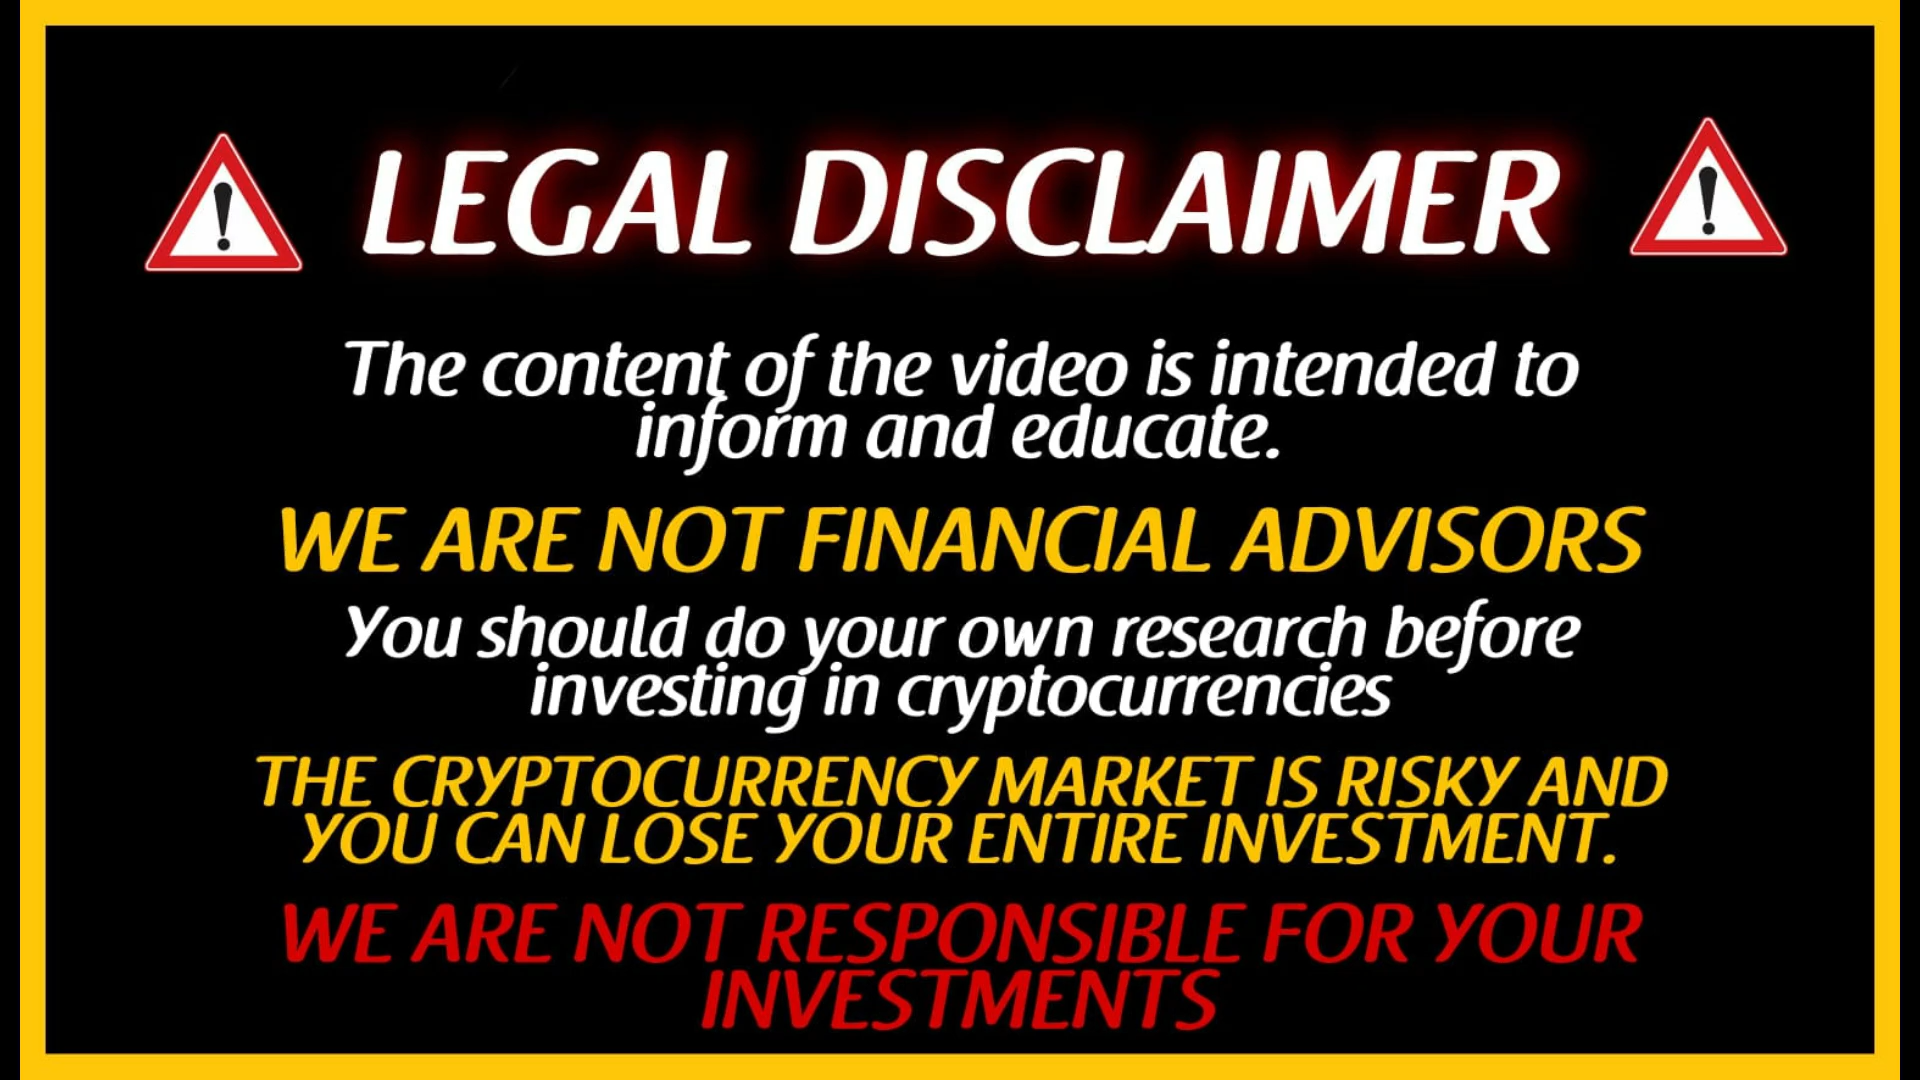 LEGAL DISCLAIMER
The content of the video is intended to
inform and educate.
WE ARE NOT FINANCIAL ADVISORS
You should do your own research before
investing in cryptocurrencies
THE CRYPTOCURRENCY MARKET IS RISKY AND
YOU CAN LOSE YOUR ENTIRE INVESTMENT.
WE ARE NOT RESPONSIBLE FOR YOUR
INVESTMENTS